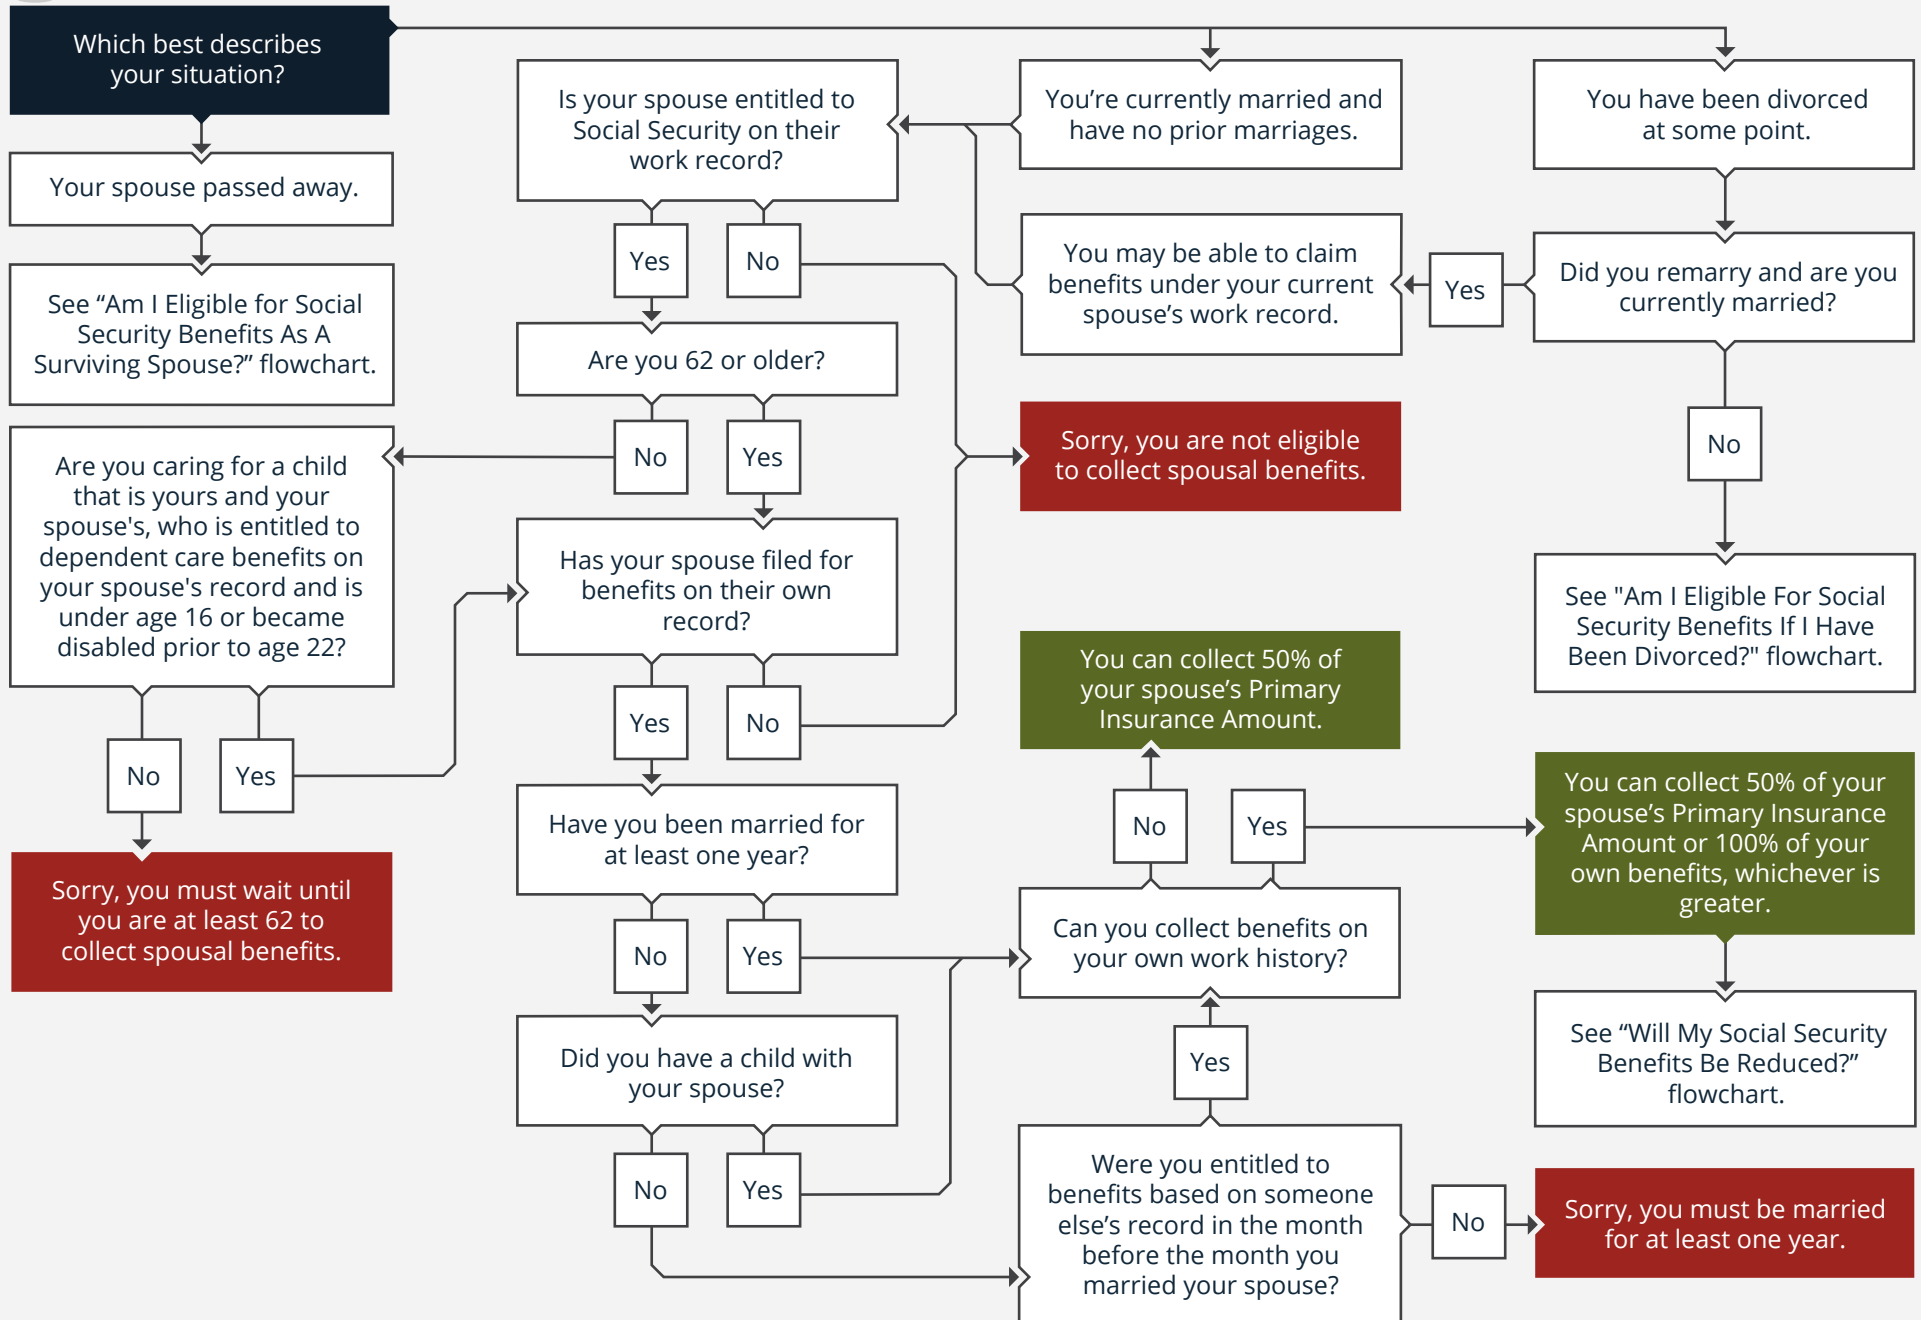 Which best describes
your situation?
Your spouse passed away.
See “Am I Eligible for Social
Security Benefits As A
Surviving Spouse?” flowchart.
Are you caring for a child
that is yours and your
spouse's, who is entitled to
dependent care benefits on
your spouse's record and is
under age 16 or became
disabled prior to age 22?
No
Yes
Sorry, you must wait until
you are at least 62 to
collect spousal benefits.
Is your spouse entitled to
Social Security on their
work record?
Yes
No
Are you 62 or older?
No
Yes
Has your spouse filed for
benefits on their own
record?
Yes
No
Have you been married for
at least one year?
No
Yes
Did you have a child with
your spouse?
No
Yes
You’re currently married and
have no prior marriages.
You may be able to claim
benefits under your current
spouse’s work record.
Sorry, you are not eligible
to collect spousal benefits.
You can collect 50% of
your spouse’s Primary
Insurance Amount.
No
Yes
Can you collect benefits on
your own work history?
Yes
Were you entitled to
benefits based on someone
else’s record in the month
before the month you
married your spouse?
No
You have been divorced
at some point.
Did you remarry and are you
currently married?
Yes
No
See "Am I Eligible For Social
Security Benefits If I Have
Been Divorced?" flowchart.
You can collect 50% of your
spouse’s Primary Insurance
Amount or 100% of your
own benefits, whichever is
greater.
See “Will My Social Security
Benefits Be Reduced?”
flowchart.
Sorry, you must be married
for at least one year.